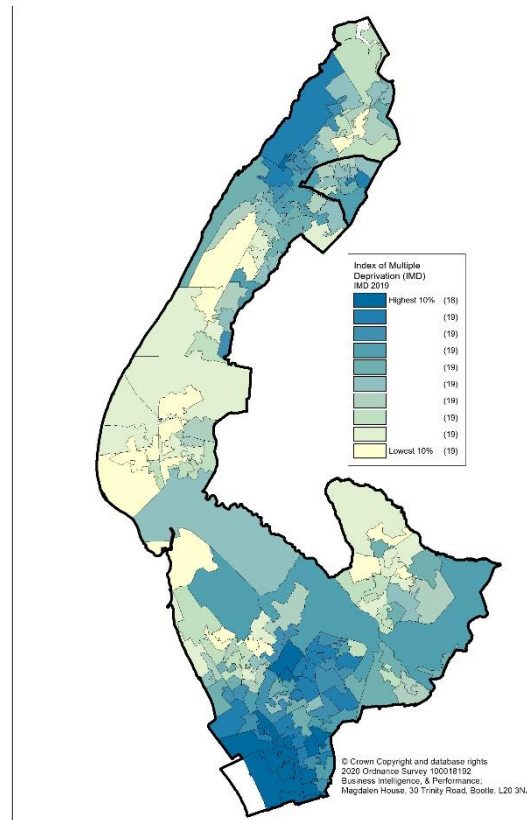 Index of Multiple
Deprivation (IMD)
IMD 2019
Highest 10% (18)
(19)
(19)
(19)
(19)
(19)
(19)
(19)
(19)
Lowest 10% (19)
© Crown Copyright and database rights
2020 Ordnance Survey 100018192
Business Intelligence, & Performance,
Magdalen House, 30 Trinity Road, Bootle, L20 3NJ